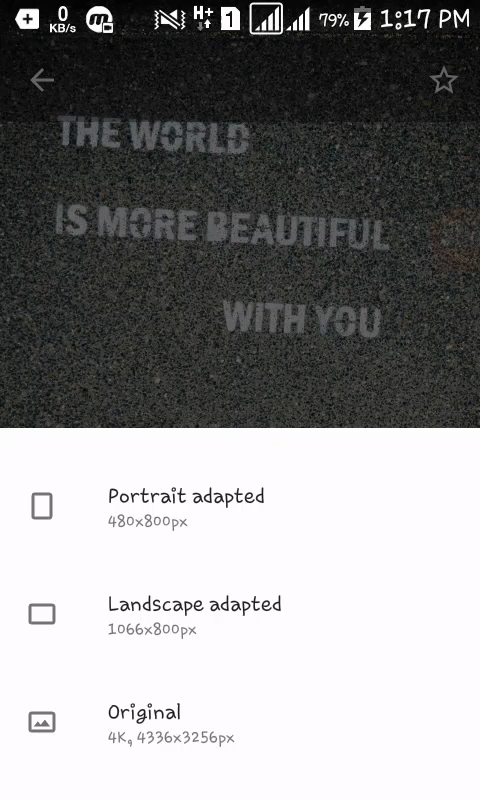 0
KB/s
H+
1
79%
1:17 PM
THE WORLD
IS MORE BEAUTIFUL
WITH YOU
Portrait adapted
480x800px
Landscape adapted
1066x800px
Original
4K, 4336x3256px